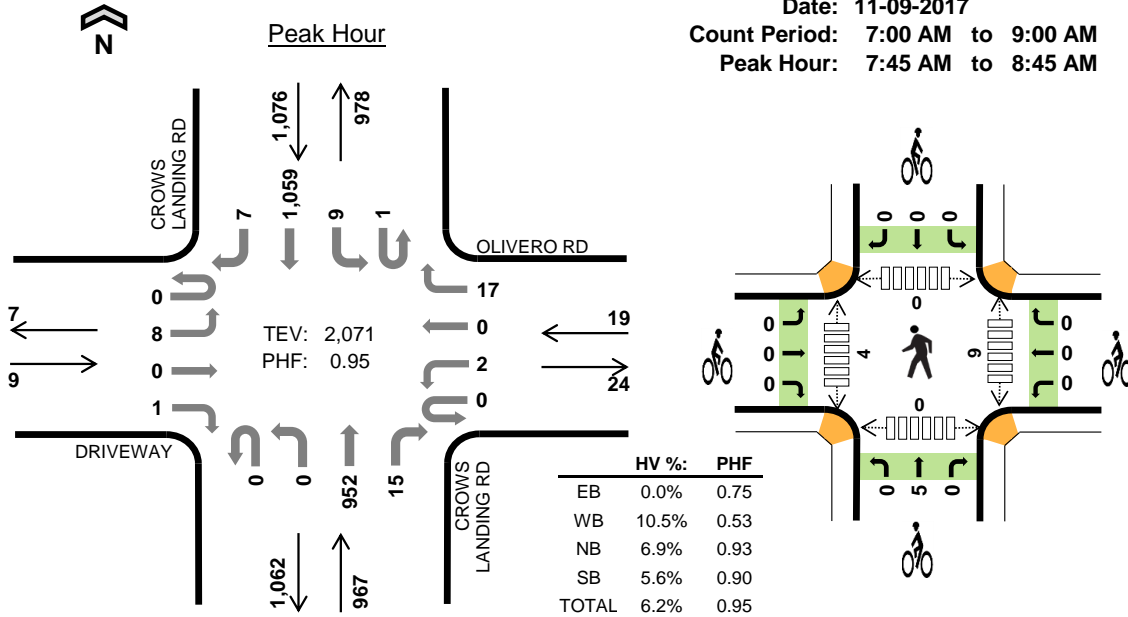 Date: 11-09-2017
Count Period: 7:00 AM to 9:00 AM
Peak Hour: 7:45 AM to 8:45 AM
N
Peak Hour
1,076
978
CROWS
LANDING RD
7
1,059
9
1
OLIVERO RD
0
8
0
1
7
9
TEV: 2,071
PHF: 0.95
17
0
2
0
19
24
DRIVEWAY
0
0
952
15
CROWS
LANDING RD
1,062
967
HV %: PHF
EB 0.0% 0.75
WB 10.5% 0.53
NB 6.9% 0.93
SB 5.6% 0.90
TOTAL 6.2% 0.95
0 0 0
0
0
0
0
4
9
0
0
0
0
0
0 5 0